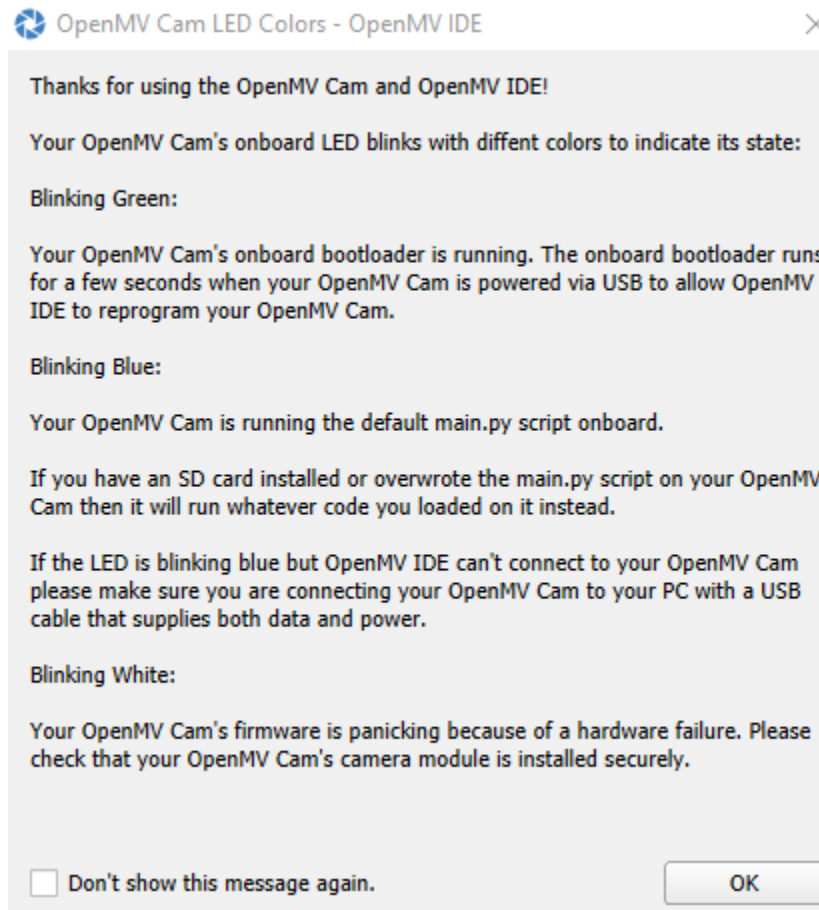 OpenMV Cam LED Colors - OpenMV IDE
Thanks for using the OpenMV Cam and OpenMV IDE!
Your OpenMV Cam's onboard LED blinks with diffent colors to indicate its state:
Blinking Green:
Your OpenMV Cam's onboard bootloader is running. The onboard bootloader runs
for a few seconds when your OpenMV Cam is powered via USB to allow OpenMV
IDE to reprogram your OpenMV Cam.
Blinking Blue:
Your OpenMV Cam is running the default main.py script onboard.
If you have an SD card installed or overwrote the main.py script on your OpenMV
Cam then it will run whatever code you loaded on it instead.
If the LED is blinking blue but OpenMV IDE can't connect to your OpenMV Cam
please make sure you are connecting your OpenMV Cam to your PC with a USB
cable that supplies both data and power.
Blinking White:
Your OpenMV Cam's firmware is panicking because of a hardware failure. Please
check that your OpenMV Cam's camera module is installed securely.
Don't show this message again.
OK